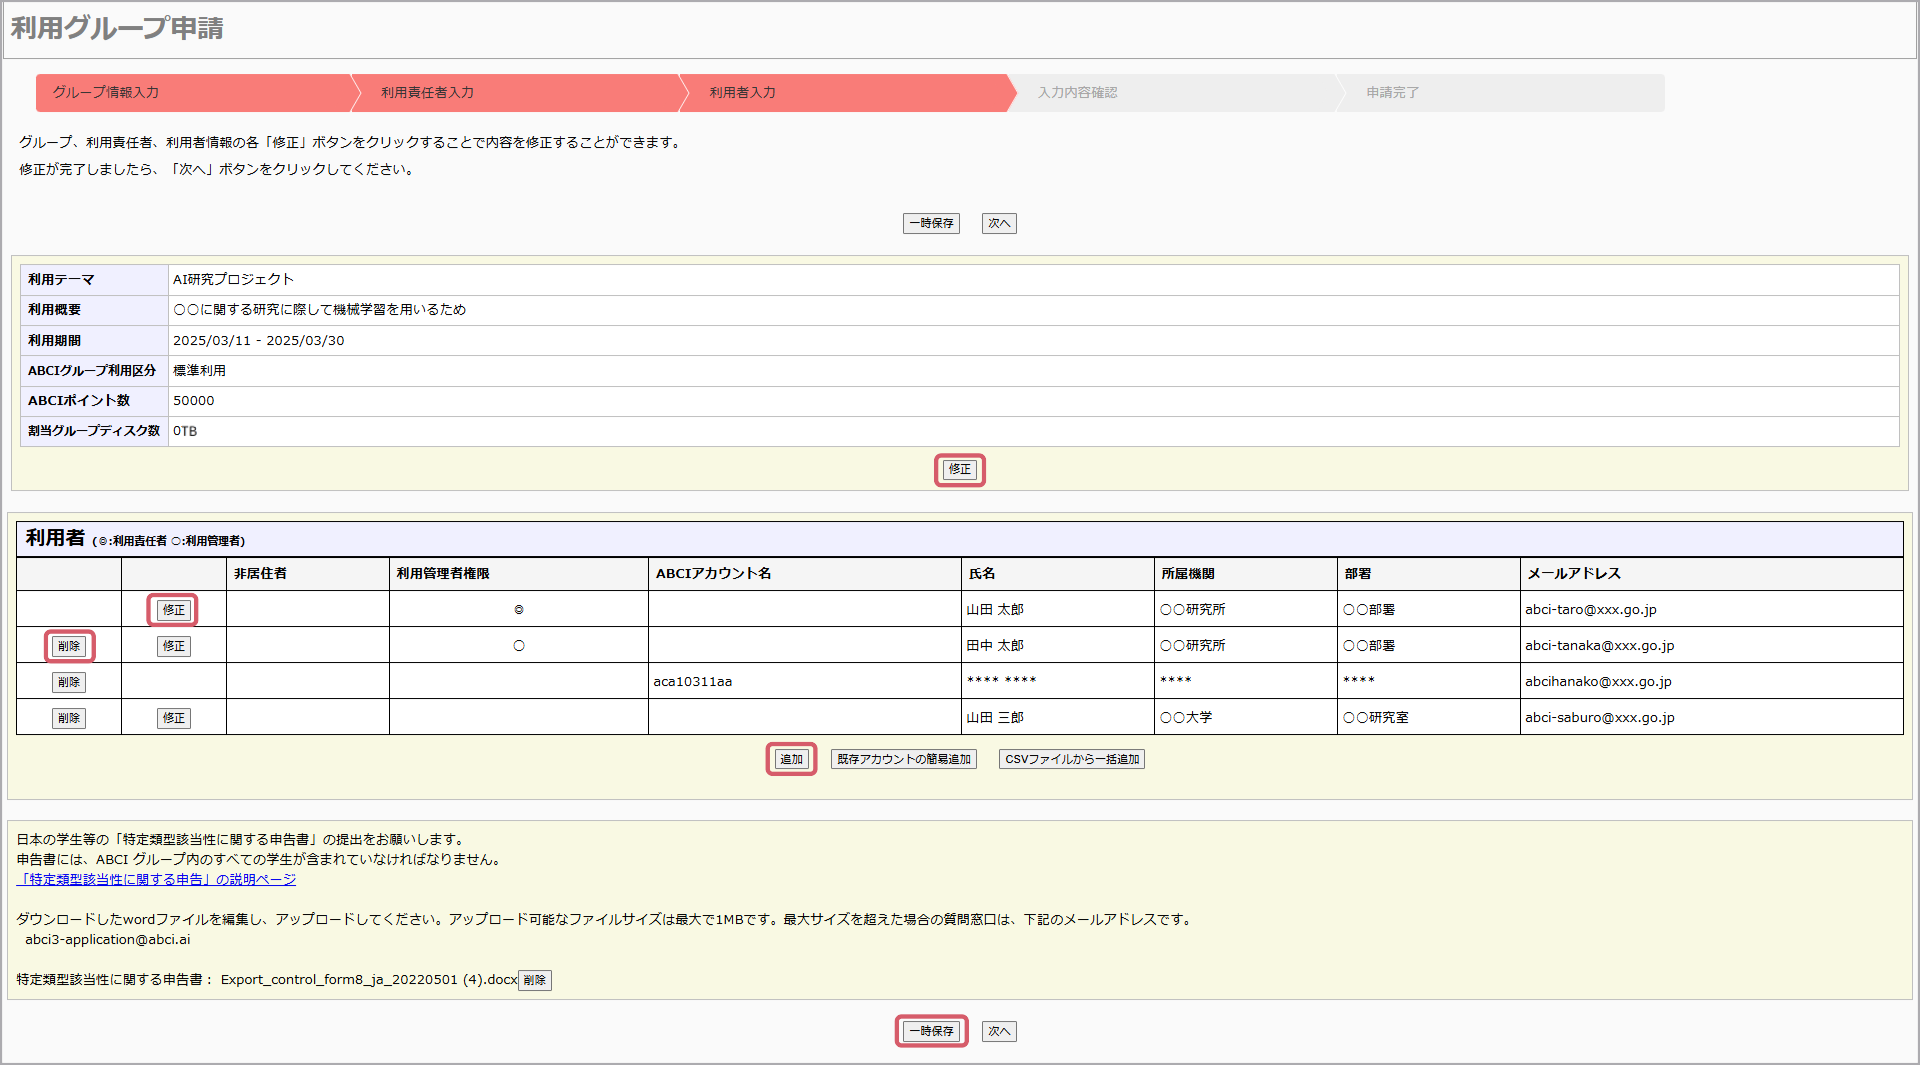 利用グループ申請
グループ情報入力 利用責任者入力 利用者入力 入力内容確認 申請完了
グループ、利用責任者、利用者情報の各「修正」ボタンをクリックすることで内容を修正することができます。
修正が完了しましたら、「次へ」ボタンをクリックしてください。
一時保存 次へ
利用テーマ AI研究プロジェクト
利用概要 〇〇に関する研究に際して機械学習を用いるため
利用期間 2025/03/11 - 2025/03/30
ABCIグループ利用区分 標準利用
ABCIポイント数 50000
割当グループディスク数 0TB
修正
利用者 (◎:利用責任者 ○:利用管理者)
非居住者 利用管理者権限 ABCIアカウント名 氏名 所属機関 部署 メールアドレス
修正 ◎ 山田 太郎 〇〇研究所 〇〇部署 abci-taro@xxx.go.jp
削除 修正 ○ 田中 太郎 〇〇研究所 〇〇部署 abci-tanaka@xxx.go.jp
削除 aca10311aa **** **** **** **** abcihanako@xxx.go.jp
削除 修正 山田 三郎 〇〇大学 〇〇研究室 abci-saburo@xxx.go.jp
追加 既存アカウントの簡易追加 CSVファイルから一括追加
日本の学生等の「特定類型該当性に関する申告書」の提出をお願いします。
申告書には、ABCI グループ内のすべての学生が含まれていなければなりません。
「特定類型該当性に関する申告」の説明ページ
ダウンロードしたwordファイルを編集し、アップロードしてください。アップロード可能なファイルサイズは最大で1MBです。最大サイズを超えた場合の質問窓口は、下記のメールアドレスです。
abci3-application@abci.ai
特定類型該当性に関する申告書： Export_control_form8_ja_20220501 (4).docx 削除
一時保存 次へ